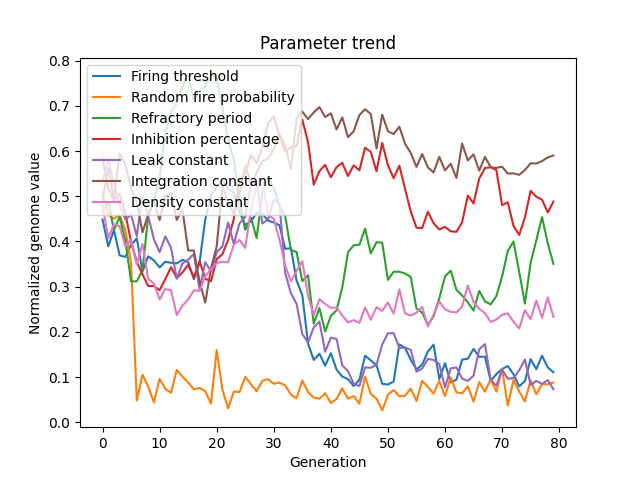 Parameter trend
Normalized genome value
0.8
0.7
0.6
0.5
0.4
0.3
0.2
0.1
0.0
Firing threshold
Random fire probability
Refractory period
Inhibition percentage
Leak constant
Integration constant
Density constant
0 10 20 30 40 50 60 70 80
Generation